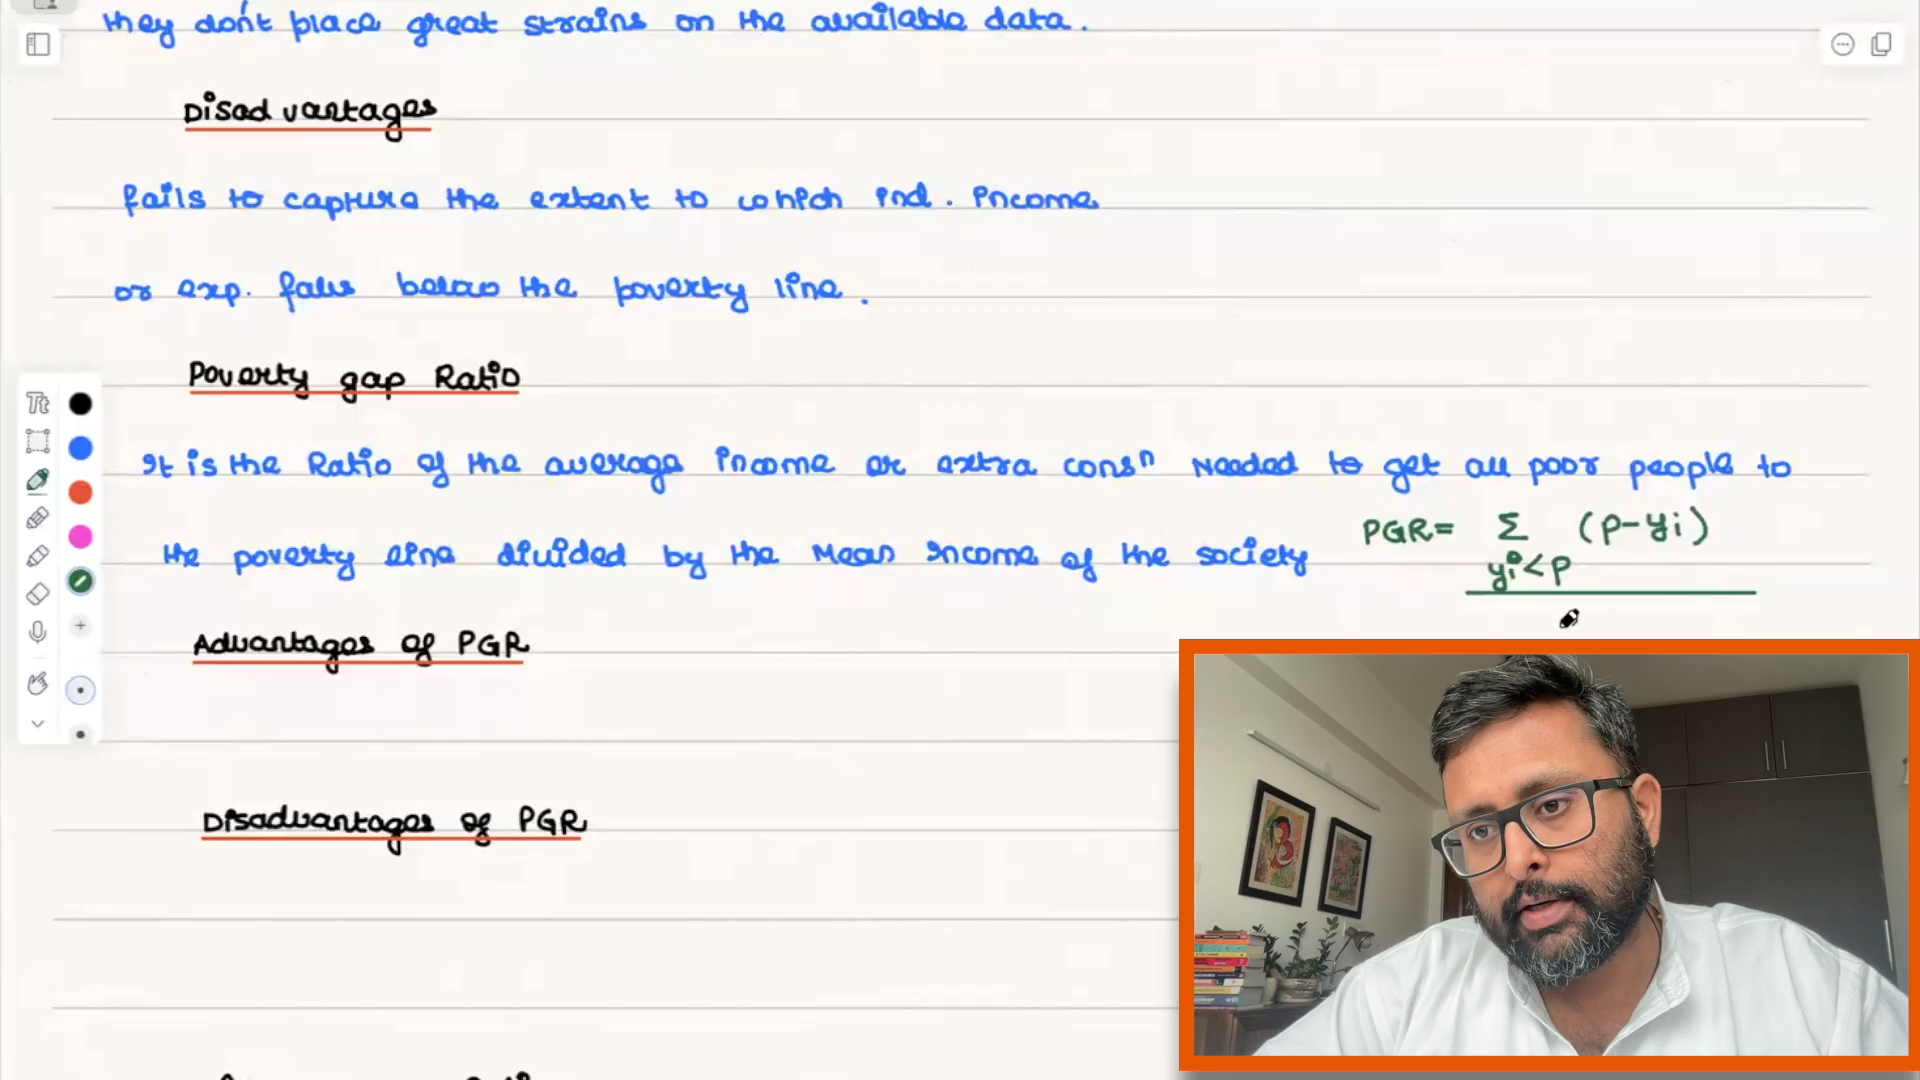 they don't place great strains on the available data.
Disadvantages
fails to capture the extent to which ind. income
or exp. falls below the poverty line.
Poverty gap Ratio
It is the Ratio of the average income or extra consⁿ Needed to get all poor people to
the poverty line divided by the Mean Income of the society
PGR = Σ (p-yi)
yi<p
Advantages of PGR
Disadvantages of PGR
Tt